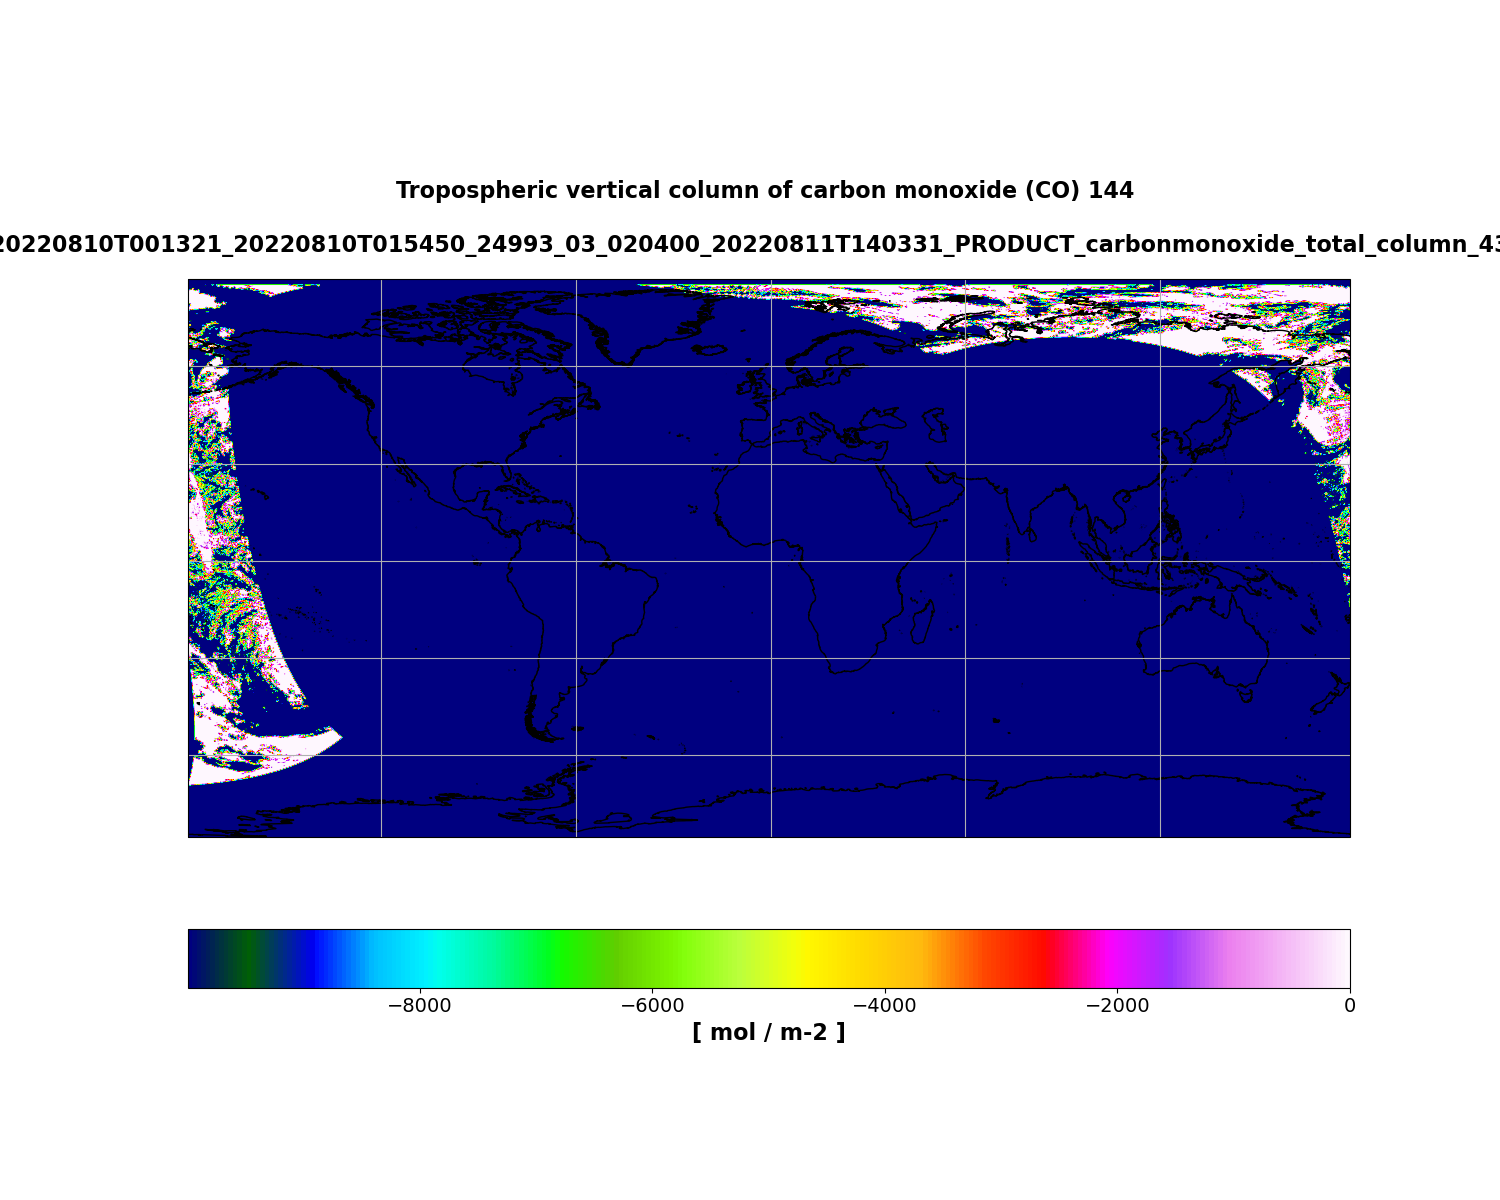 Tropospheric vertical column of carbon monoxide (CO) 144
20220810T001321_20220810T015450_24993_03_020400_20220811T140331_PRODUCT_carbonmonoxide_total_column_43
−8000 −6000 −4000 −2000 0
[ mol / m-2 ]